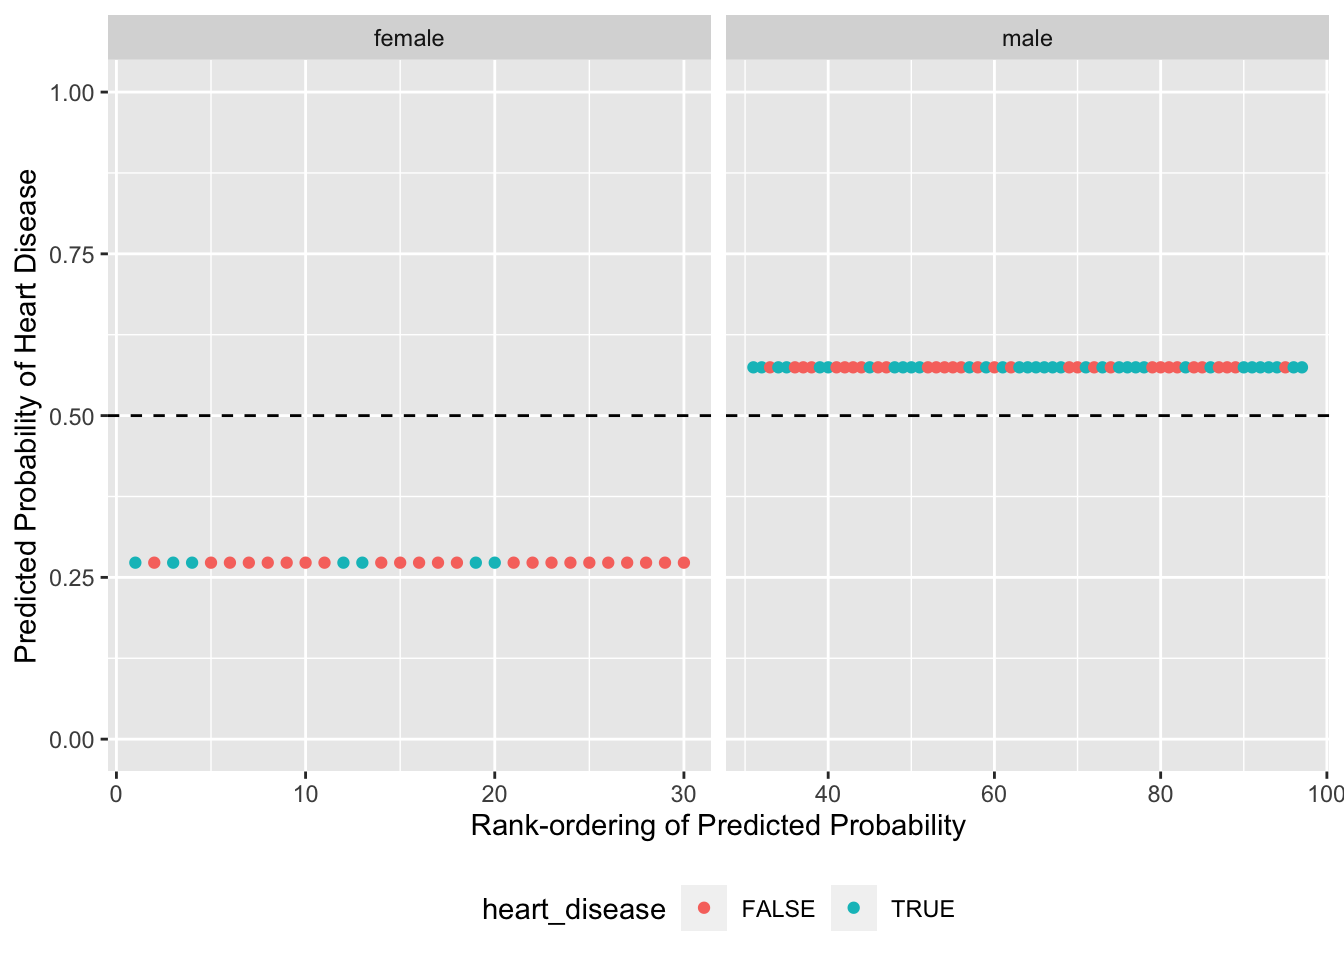 female
male
Predicted Probability of Heart Disease
1.00
0.75
0.50
0.25
0.00
0 10 20 30 40 60 80 100
Rank-ordering of Predicted Probability
heart_disease FALSE TRUE